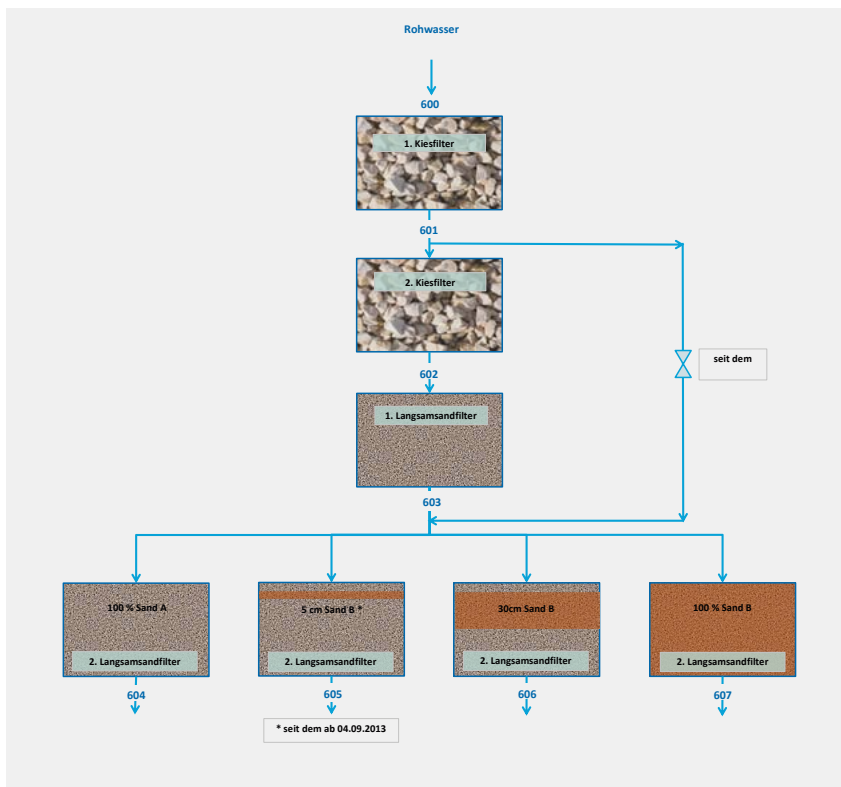 Rohwasser
600
1. Kiesfilter
601
2. Kiesfilter
seit dem
602
1. Langsamsandfilter
603
100 % Sand A
5 cm Sand B *
30cm Sand B
100 % Sand B
2. Langsamsandfilter
2. Langsamsandfilter
2. Langsamsandfilter
2. Langsamsandfilter
604
605
606
607
* seit dem ab 04.09.2013